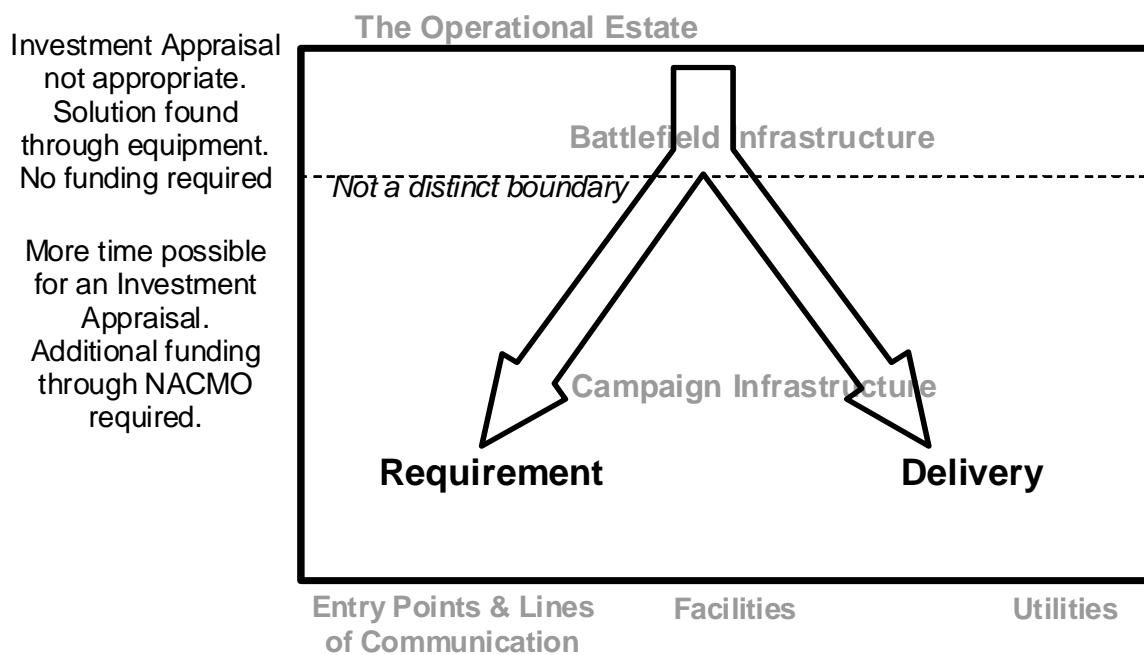 The Operational Estate
Investment Appraisal
not appropriate.
Solution found
through equipment.
No funding required
Battlefield Infrastructure
Not a distinct boundary
More time possible
for an Investment
Appraisal.
Additional funding
through NACMO
required.
Campaign Infrastructure
Requirement
Delivery
Entry Points & Lines
of Communication
Facilities
Utilities